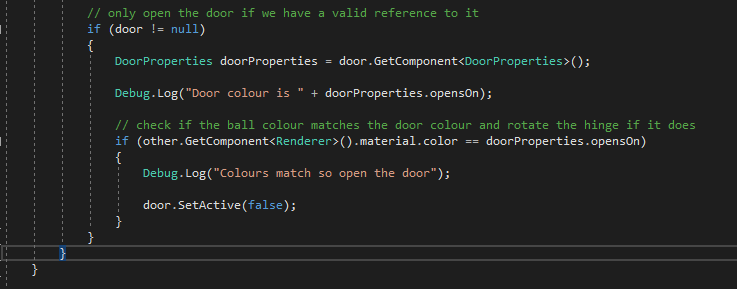 // only open the door if we have a valid reference to it
if (door != null)
{
DoorProperties doorProperties = door.GetComponent<DoorProperties>();
Debug.Log("Door colour is " + doorProperties.opensOn);
// check if the ball colour matches the door colour and rotate the hinge if it does
if (other.GetComponent<Renderer>().material.color == doorProperties.opensOn)
{
Debug.Log("Colours match so open the door");
door.SetActive(false);
}
}
}
}